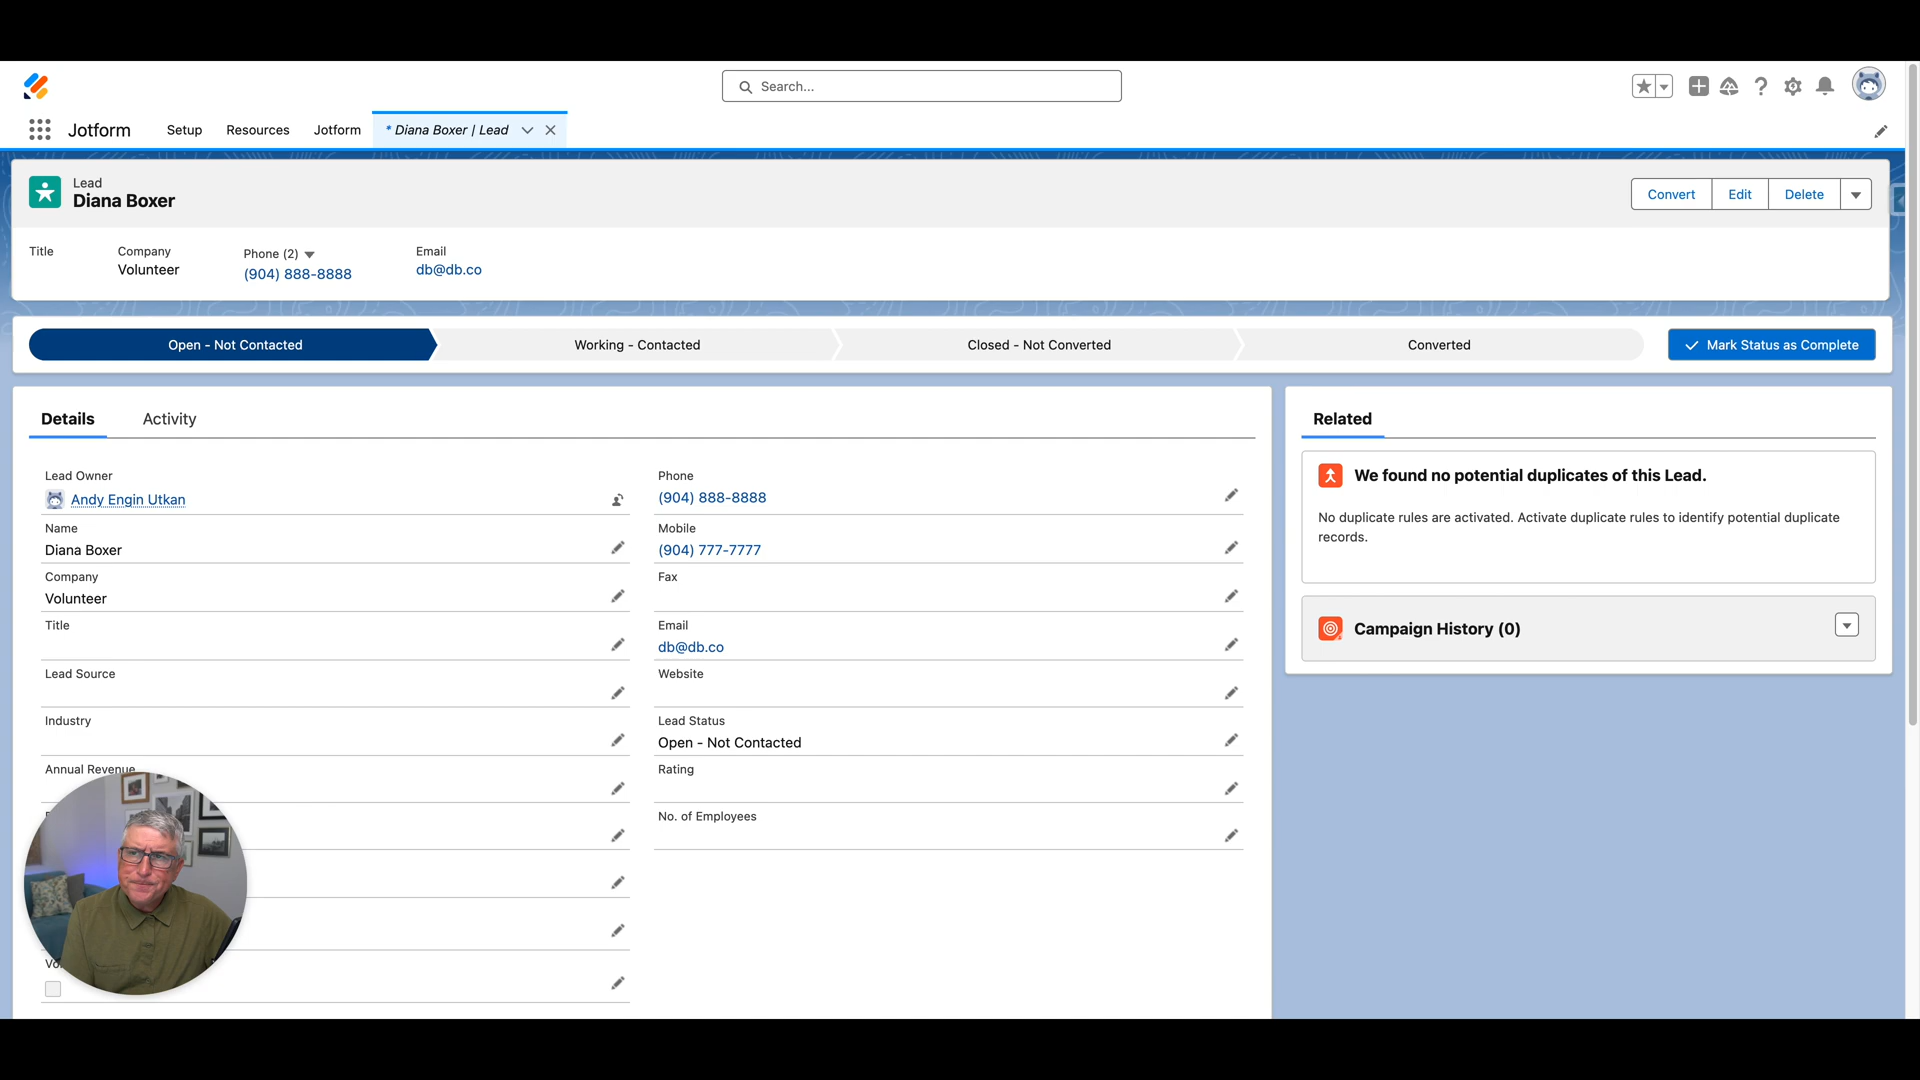 Search...
Jotform
Setup
Resources
Jotform
* Diana Boxer | Lead
Lead
Diana Boxer
Convert
Edit
Delete
Title
Company
Volunteer
Phone (2)
(904) 888-8888
Email
db@db.co
Open - Not Contacted
Working - Contacted
Closed - Not Converted
Converted
Mark Status as Complete
Details
Activity
Lead Owner
Andy Engin Utkan
Name
Diana Boxer
Company
Volunteer
Title
Lead Source
Industry
Annual Revenue
Phone
(904) 888-8888
Mobile
(904) 777-7777
Fax
Email
db@db.co
Website
Lead Status
Open - Not Contacted
Rating
No. of Employees
Related
We found no potential duplicates of this Lead.
No duplicate rules are activated. Activate duplicate rules to identify potential duplicate
records.
Campaign History (0)